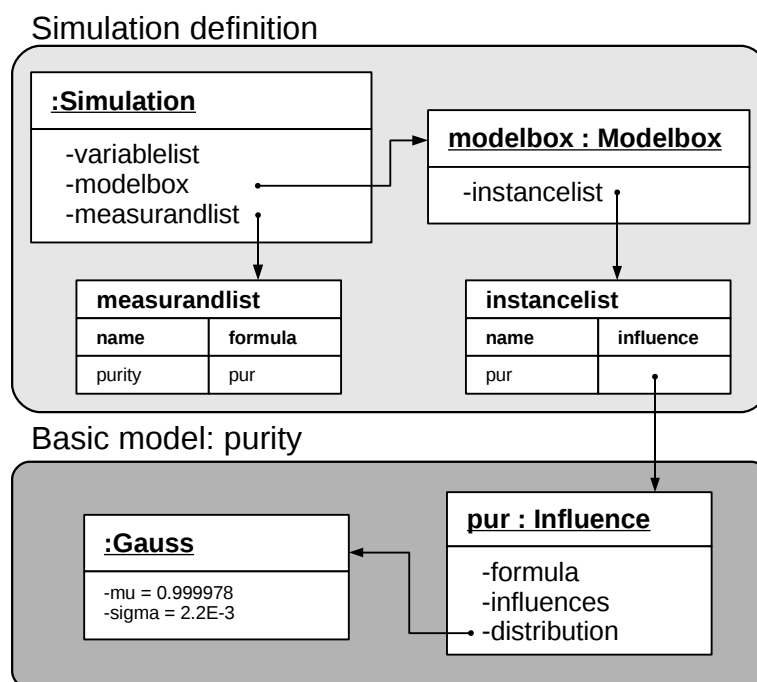 Simulation definition
:Simulation
-variablelist
-modelbox
-measurandlist
modelbox : Modelbox
-instancelist
measurandlist
name formula
purity pur
instancelist
name influence
pur
Basic model: purity
:Gauss
-mu = 0.999978
-sigma = 2.2E-3
pur : Influence
-formula
-influences
-distribution